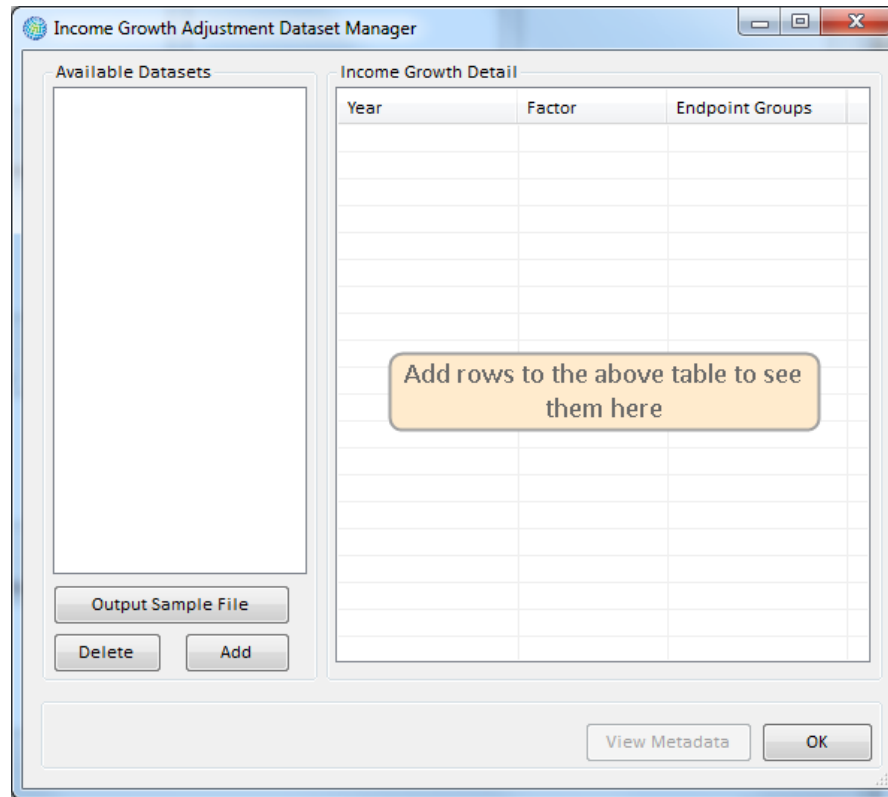 Income Growth Adjustment Dataset Manager
Available Datasets
Income Growth Detail
Year Factor Endpoint Groups
Add rows to the above table to see
them here
Output Sample File
Delete Add
View Metadata OK